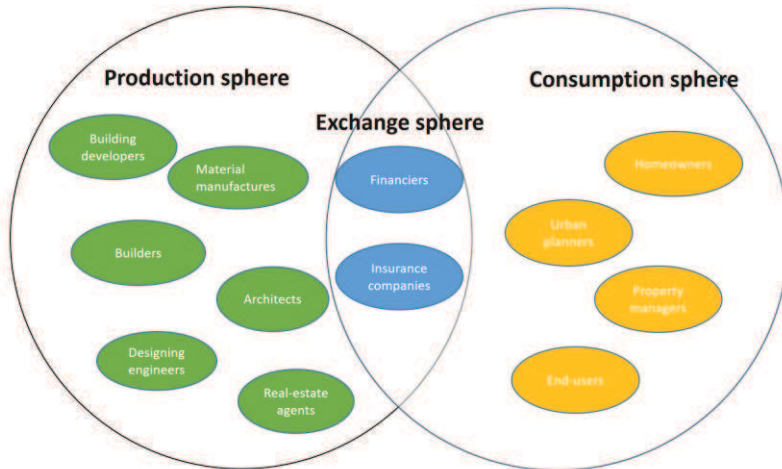 Production sphere
Consumption sphere
Exchange sphere
Building
developers
Material
manufactures
Financiers
Homeowners
Urban
planners
Builders
Insurance
companies
Architects
Property
managers
Designing
engineers
Real-estate
agents
End-users